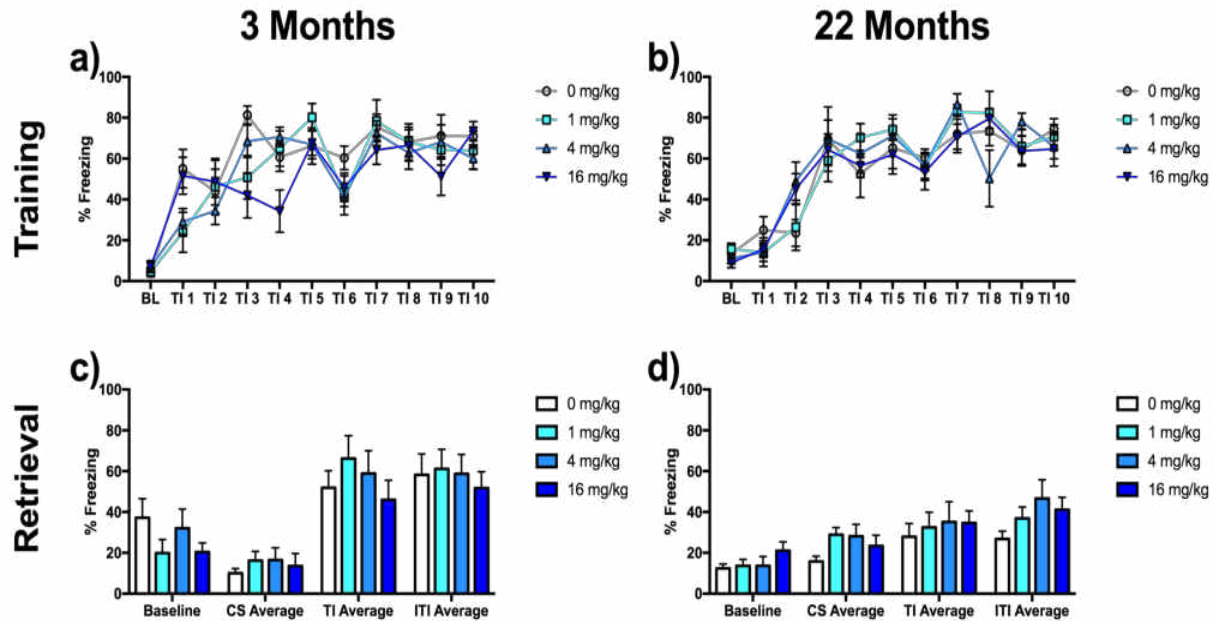 3 Months
22 Months
Training
Retrieval
a)
% Freezing
100
80
60
40
20
0
BL TI 1 TI 2 TI 3 TI 4 TI 5 TI 6 TI 7 TI 8 TI 9 TI 10
0 mg/kg
1 mg/kg
4 mg/kg
16 mg/kg
b)
% Freezing
100
80
60
40
20
0
BL TI 1 TI 2 TI 3 TI 4 TI 5 TI 6 TI 7 TI 8 TI 9 TI 10
0 mg/kg
1 mg/kg
4 mg/kg
16 mg/kg
c)
% Freezing
100
80
60
40
20
0
Baseline CS Average TI Average ITI Average
0 mg/kg
1 mg/kg
4 mg/kg
16 mg/kg
d)
% Freezing
100
80
60
40
20
0
Baseline CS Average TI Average ITI Average
0 mg/kg
1 mg/kg
4 mg/kg
16 mg/kg